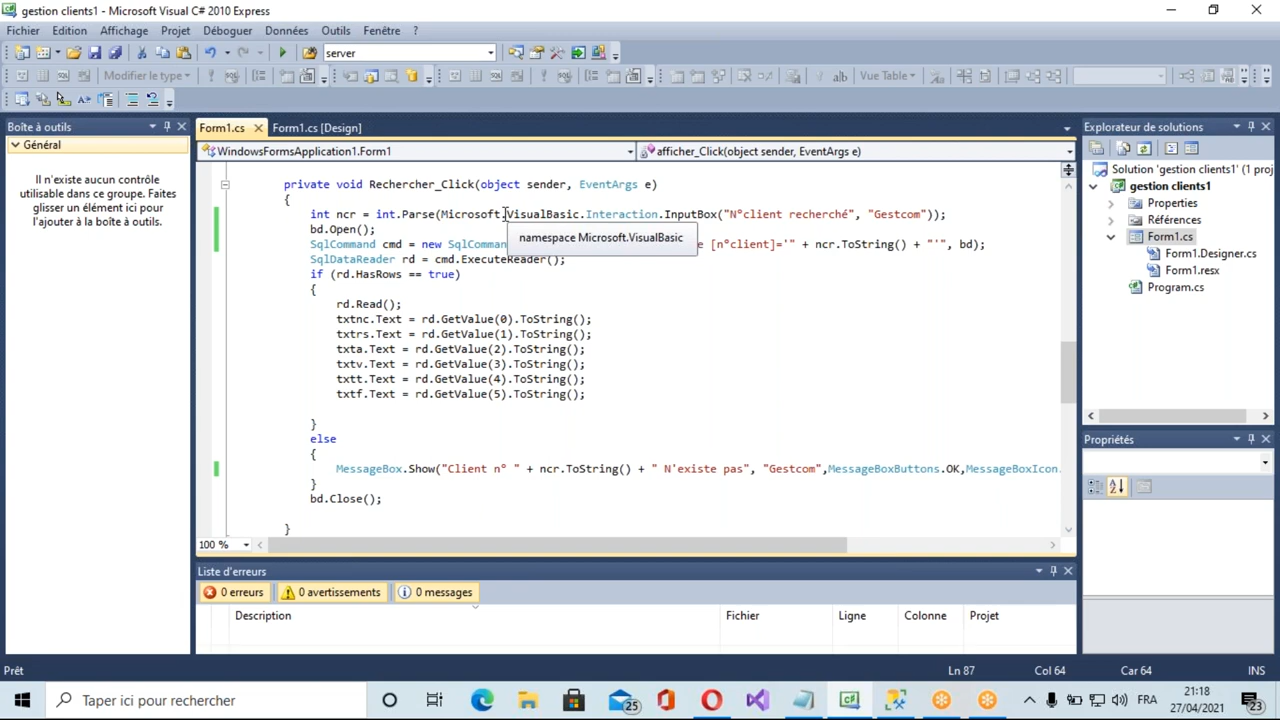 gestion clients1 - Microsoft Visual C# 2010 Express
Fichier Edition Affichage Projet Déboguer Données Outils Fenêtre ?
server
Modifier le type Vue Table
Boîte à outils
Général
Il n'existe aucun contrôle
utilisable dans ce groupe. Faites
glisser un élément ici pour
l'ajouter à la boîte d'outils.
Form1.cs Form1.cs [Design]
WindowsFormsApplication1.Form1 afficher_Click(object sender, EventArgs e)
private void Rechercher_Click(object sender, EventArgs e)
{
int ncr = int.Parse(Microsoft.VisualBasic.Interaction.InputBox("N°client recherché", "Gestcom"));
bd.Open();
namespace Microsoft.VisualBasic
SqlCommand cmd = new SqlComman e [n°client]='" + ncr.ToString() + "'", bd);
SqlDataReader rd = cmd.ExecuteReader();
if (rd.HasRows == true)
{
rd.Read();
txtnc.Text = rd.GetValue(0).ToString();
txtrs.Text = rd.GetValue(1).ToString();
txta.Text = rd.GetValue(2).ToString();
txtv.Text = rd.GetValue(3).ToString();
txtt.Text = rd.GetValue(4).ToString();
txtf.Text = rd.GetValue(5).ToString();
}
else
{
MessageBox.Show("Client n° " + ncr.ToString() + " N'existe pas", "Gestcom",MessageBoxButtons.OK,MessageBoxIcon.
}
bd.Close();
}
100 %
Explorateur de solutions
Solution 'gestion clients1' (1 proj
gestion clients1
Properties
Références
Form1.cs
Form1.Designer.cs
Form1.resx
Program.cs
Propriétés
Liste d'erreurs
0 erreurs 0 avertissements 0 messages
Description Fichier Ligne Colonne Projet
Prêt Ln 87 Col 64 Car 64 INS
Taper ici pour rechercher 25 FRA 21:18 27/04/2021 23